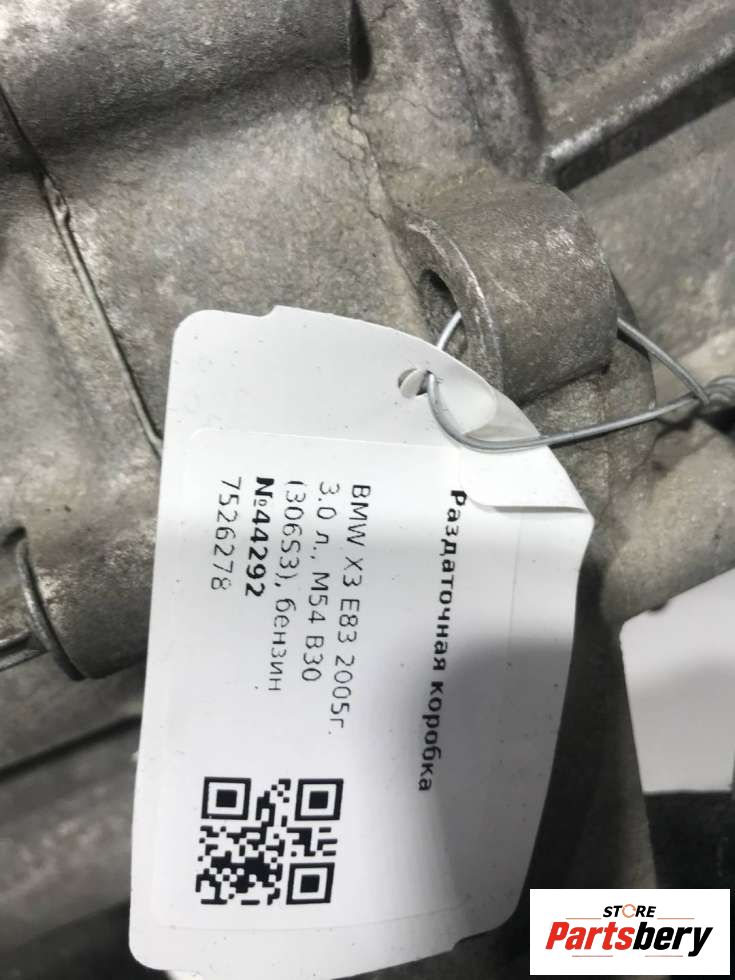 Раздаточная коробка
BMW X3 E83 2005г.
3.0 л., M54 B30
(306S3), бензин
№44292
7526278
STORE
Partsbery